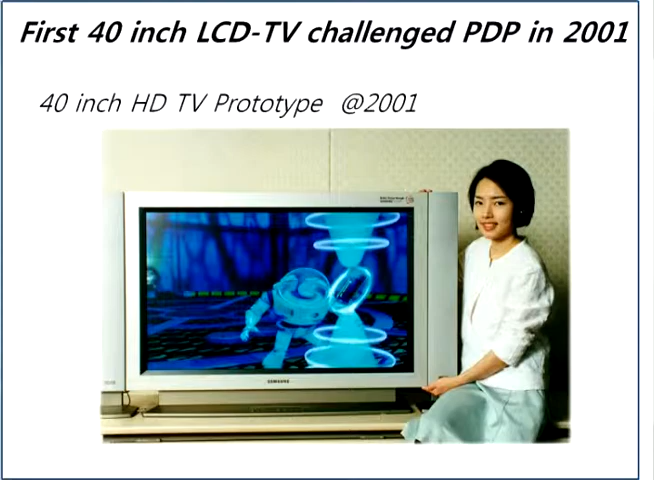 First 40 inch LCD-TV challenged PDP in 2001
40 inch HD TV Prototype @2001
SAMSUNG